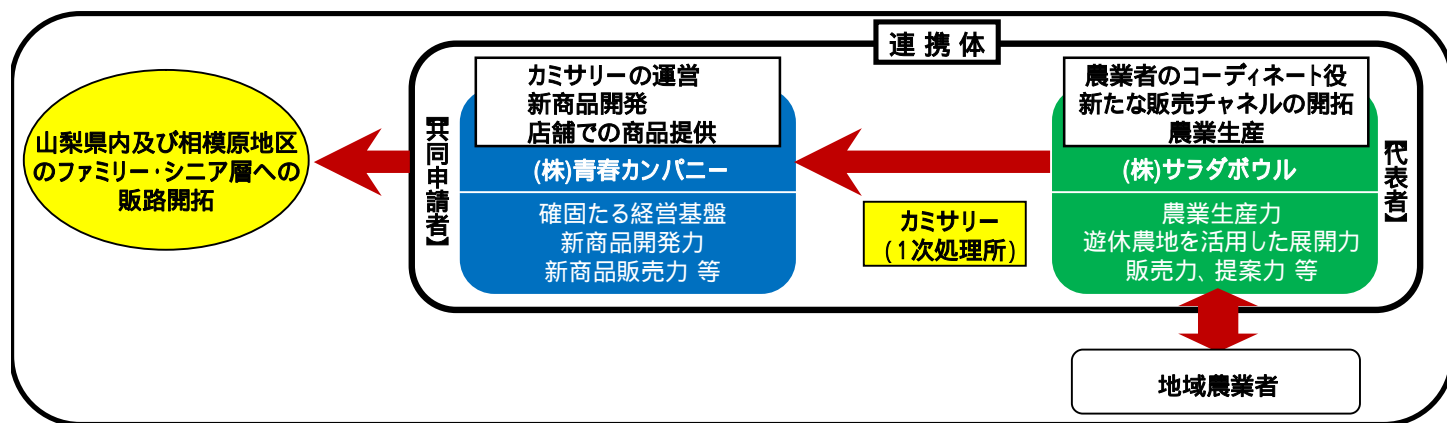 連 携 体
山梨県内及び相模原地区
のファミリー・シニア層への
販路開拓
【共同申請者】
カミサリーの運営
新商品開発
店舗での商品提供
(株)青春カンパニー
確固たる経営基盤
新商品開発力
新商品販売力 等
カミサリー
(1次処理所)
農業者のコーディネート役
新たな販売チャネルの開拓
農業生産
(株)サラダボウル
農業生産力
遊休農地を活用した展開力
販売力、提案力 等
【代表者】
地域農業者